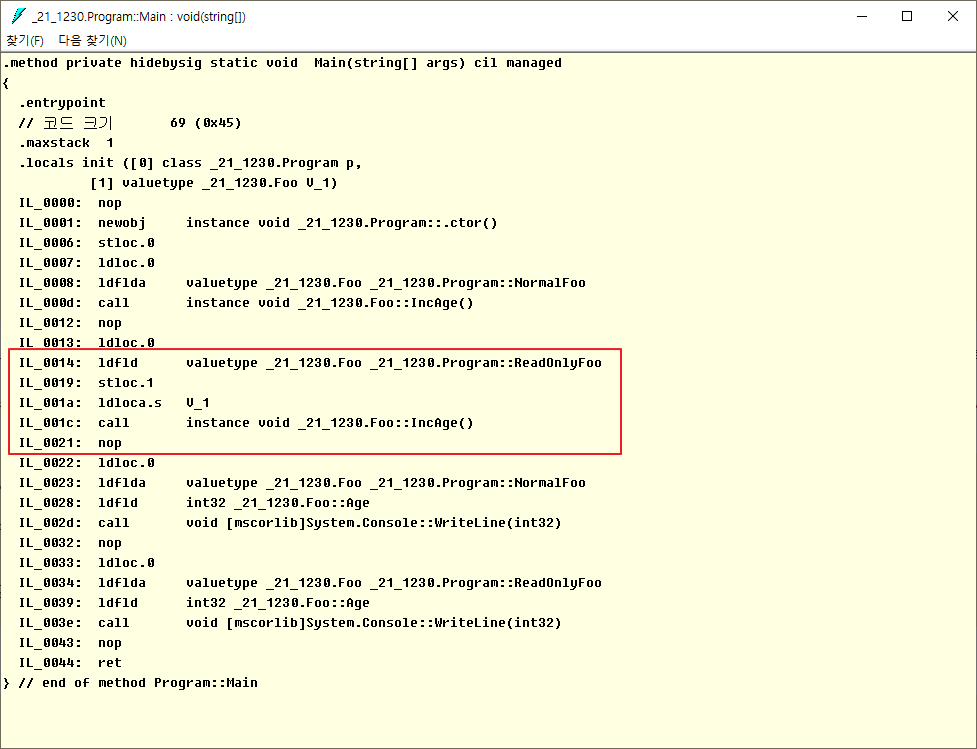 _21_1230.Program::Main : void(string[])
찾기(F) 다음 찾기(N)
.method private hidebysig static void  Main(string[] args) cil managed
{
  .entrypoint
  // 코드 크기       69 (0x45)
  .maxstack  1
  .locals init ([0] class _21_1230.Program p,
           [1] valuetype _21_1230.Foo V_1)
  IL_0000:  nop
  IL_0001:  newobj     instance void _21_1230.Program::.ctor()
  IL_0006:  stloc.0
  IL_0007:  ldloc.0
  IL_0008:  ldflda     valuetype _21_1230.Foo _21_1230.Program::NormalFoo
  IL_000d:  call       instance void _21_1230.Foo::IncAge()
  IL_0012:  nop
  IL_0013:  ldloc.0
  IL_0014:  ldfld      valuetype _21_1230.Foo _21_1230.Program::ReadOnlyFoo
  IL_0019:  stloc.1
  IL_001a:  ldloca.s   V_1
  IL_001c:  call       instance void _21_1230.Foo::IncAge()
  IL_0021:  nop
  IL_0022:  ldloc.0
  IL_0023:  ldflda     valuetype _21_1230.Foo _21_1230.Program::NormalFoo
  IL_0028:  ldfld      int32 _21_1230.Foo::Age
  IL_002d:  call       void [mscorlib]System.Console::WriteLine(int32)
  IL_0032:  nop
  IL_0033:  ldloc.0
  IL_0034:  ldflda     valuetype _21_1230.Foo _21_1230.Program::ReadOnlyFoo
  IL_0039:  ldfld      int32 _21_1230.Foo::Age
  IL_003e:  call       void [mscorlib]System.Console::WriteLine(int32)
  IL_0043:  nop
  IL_0044:  ret
} // end of method Program::Main